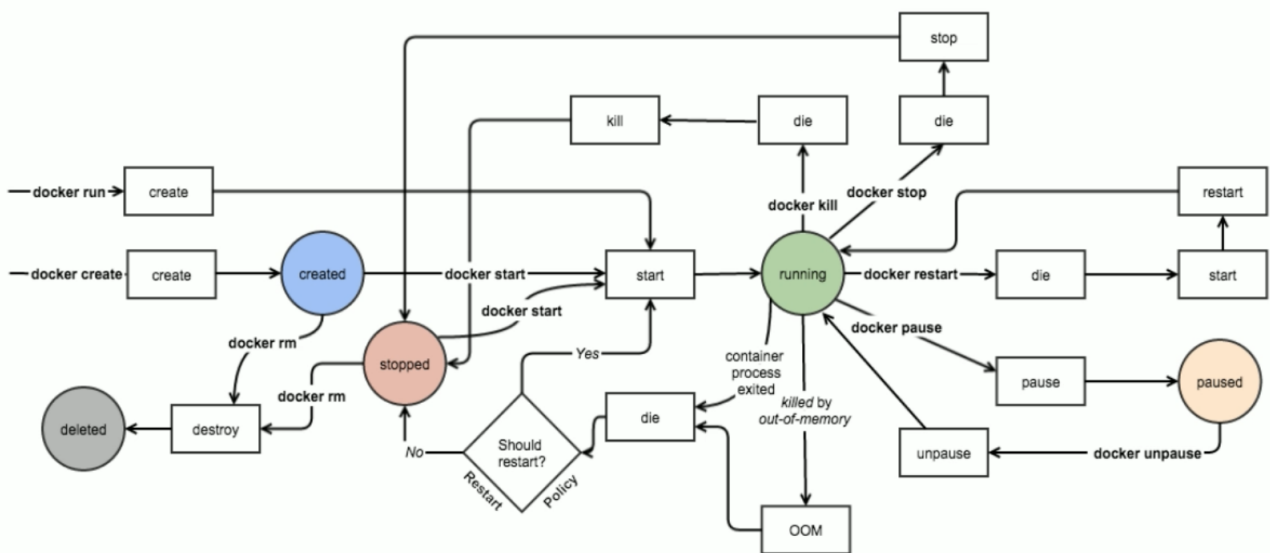 stop
kill
die
die
docker run
create
docker kill
docker stop
restart
docker create
create
created
docker start
start
running
docker restart
die
start
docker start
docker rm
stopped
Yes
docker pause
container
process
exited
pause
paused
docker rm
deleted
destroy
die
killed by
out-of-memory
No
Should
restart?
Restart
Policy
unpause
docker unpause
OOM